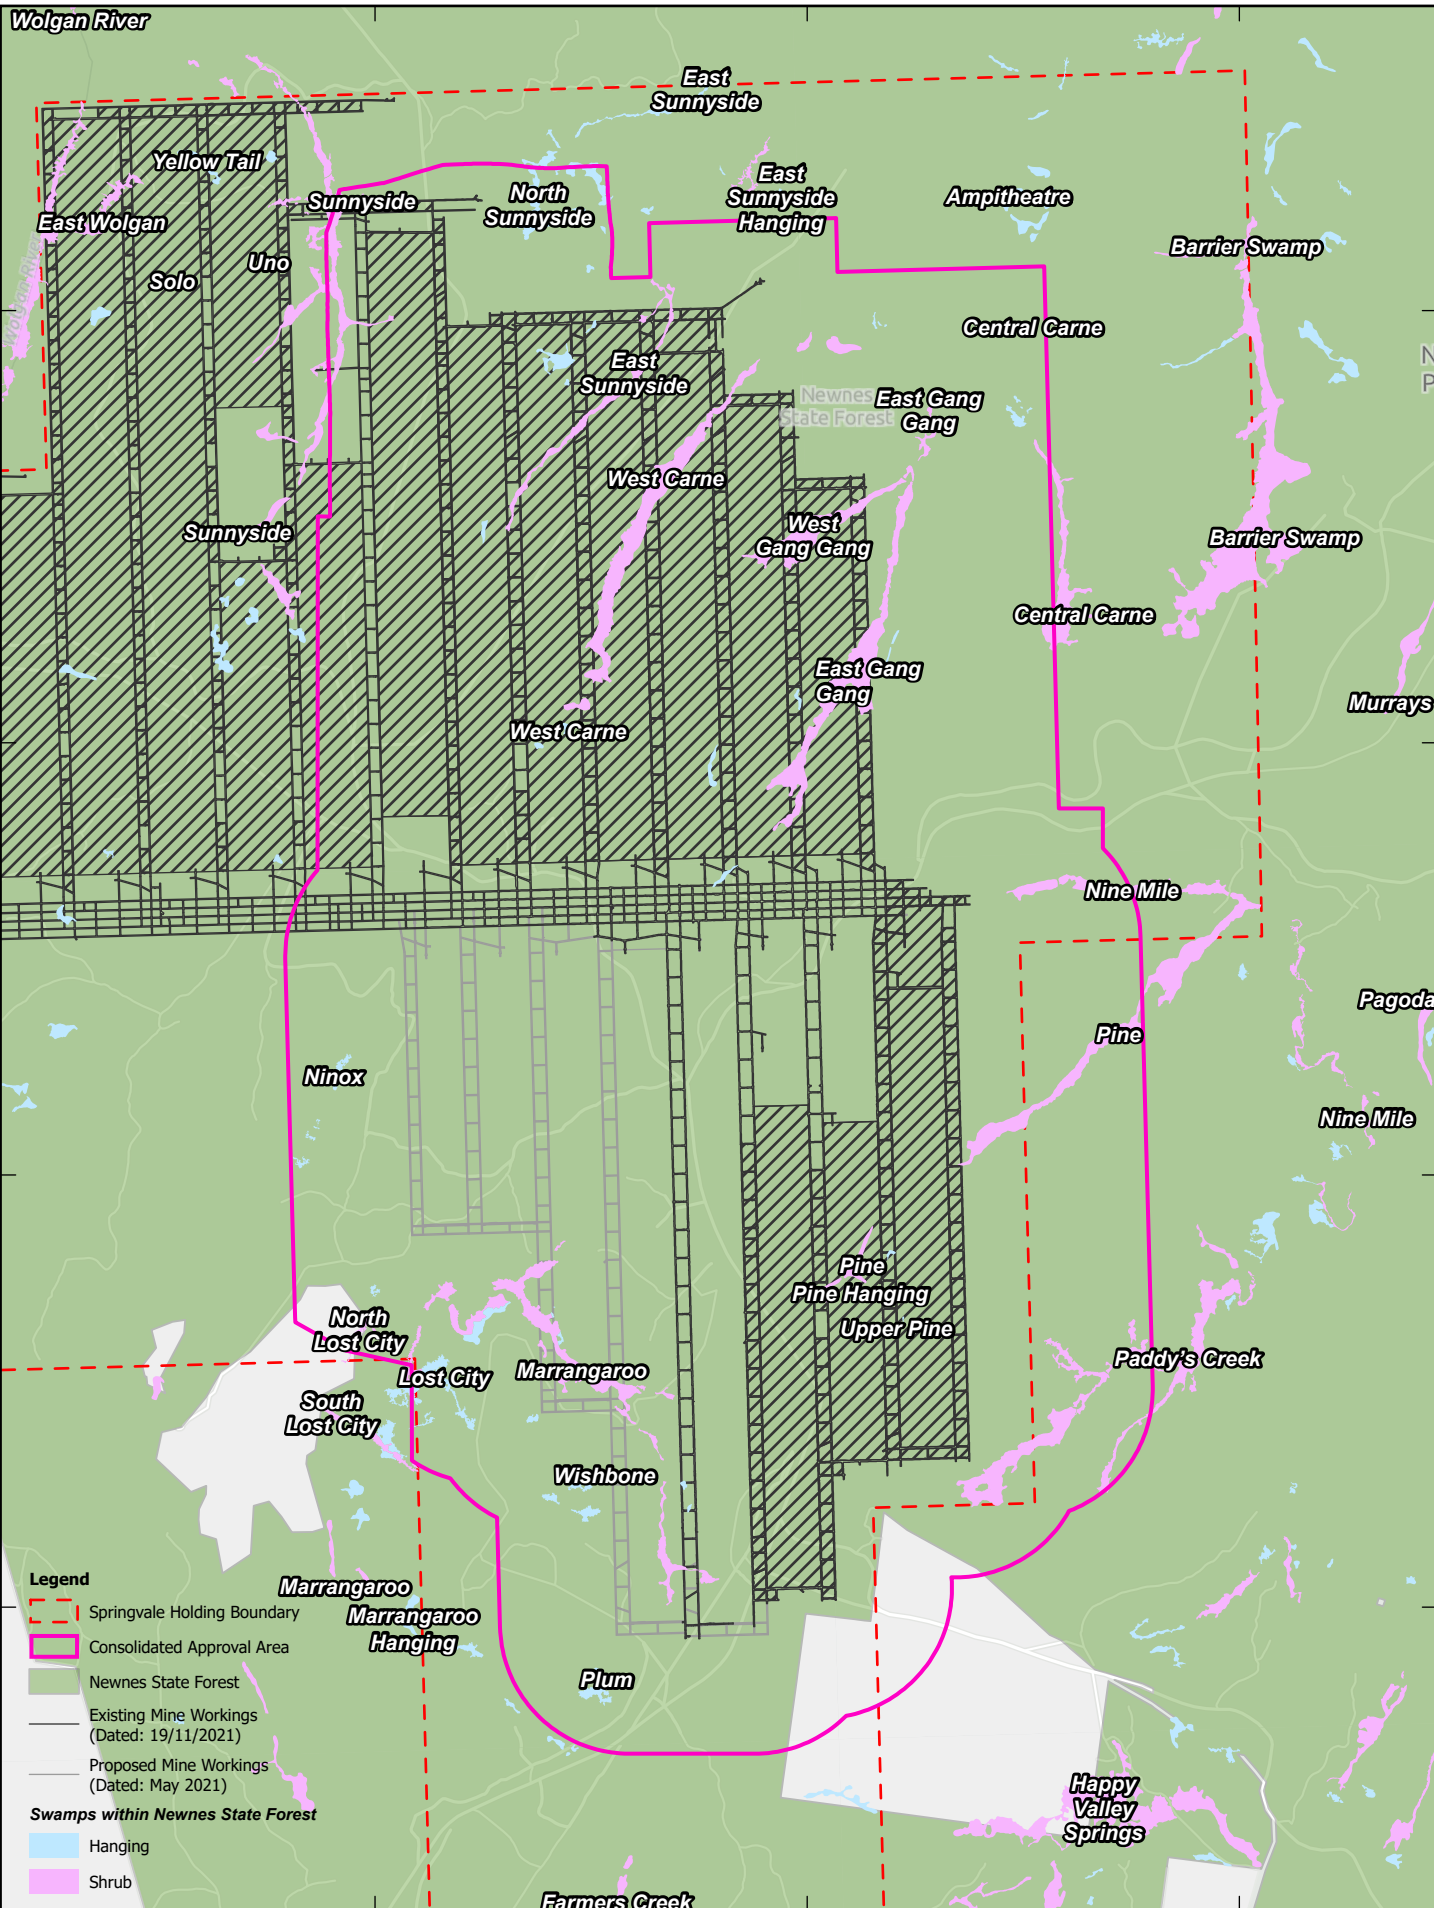 Wolgan River
East
Sunnyside
Yellow Tail
East
Sunnyside
Hanging
North
Sunnyside
Sunnyside
Ampitheatre
East Wolgan
Barrier Swamp
Uno
Solo
Wolgan River
Central Carne
N
P
East
Sunnyside
Newnes
State Forest
East Gang
Gang
West Carne
West
Gang Gang
Sunnyside
Barrier Swamp
Central Carne
East Gang
Gang
Murrays
West Carne
Nine Mile
Pagoda
Pine
Ninox
Nine Mile
Pine
Pine Hanging
Upper Pine
North
Lost City
Lost City
Marrangaroo
Paddy's Creek
South
Lost City
Wishbone
Marrangaroo
Marrangaroo
Hanging
Plum
Happy
Valley
Springs
Farmers Creek
Legend
Springvale Holding Boundary
Consolidated Approval Area
Newnes State Forest
Existing Mine Workings
(Dated: 19/11/2021)
Proposed Mine Workings
(Dated: May 2021)
Swamps within Newnes State Forest
Hanging
Shrub